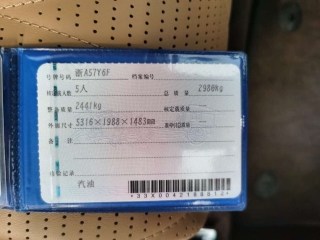 号牌号码 浙A57Y6F 档案编号
核定载人数 5人 总质量 2980kg
整备质量 2441kg 核定载质量 —
外廓尺寸 5316×1988×1483mm 准牵引总质量 —
备注
检验记录
汽油